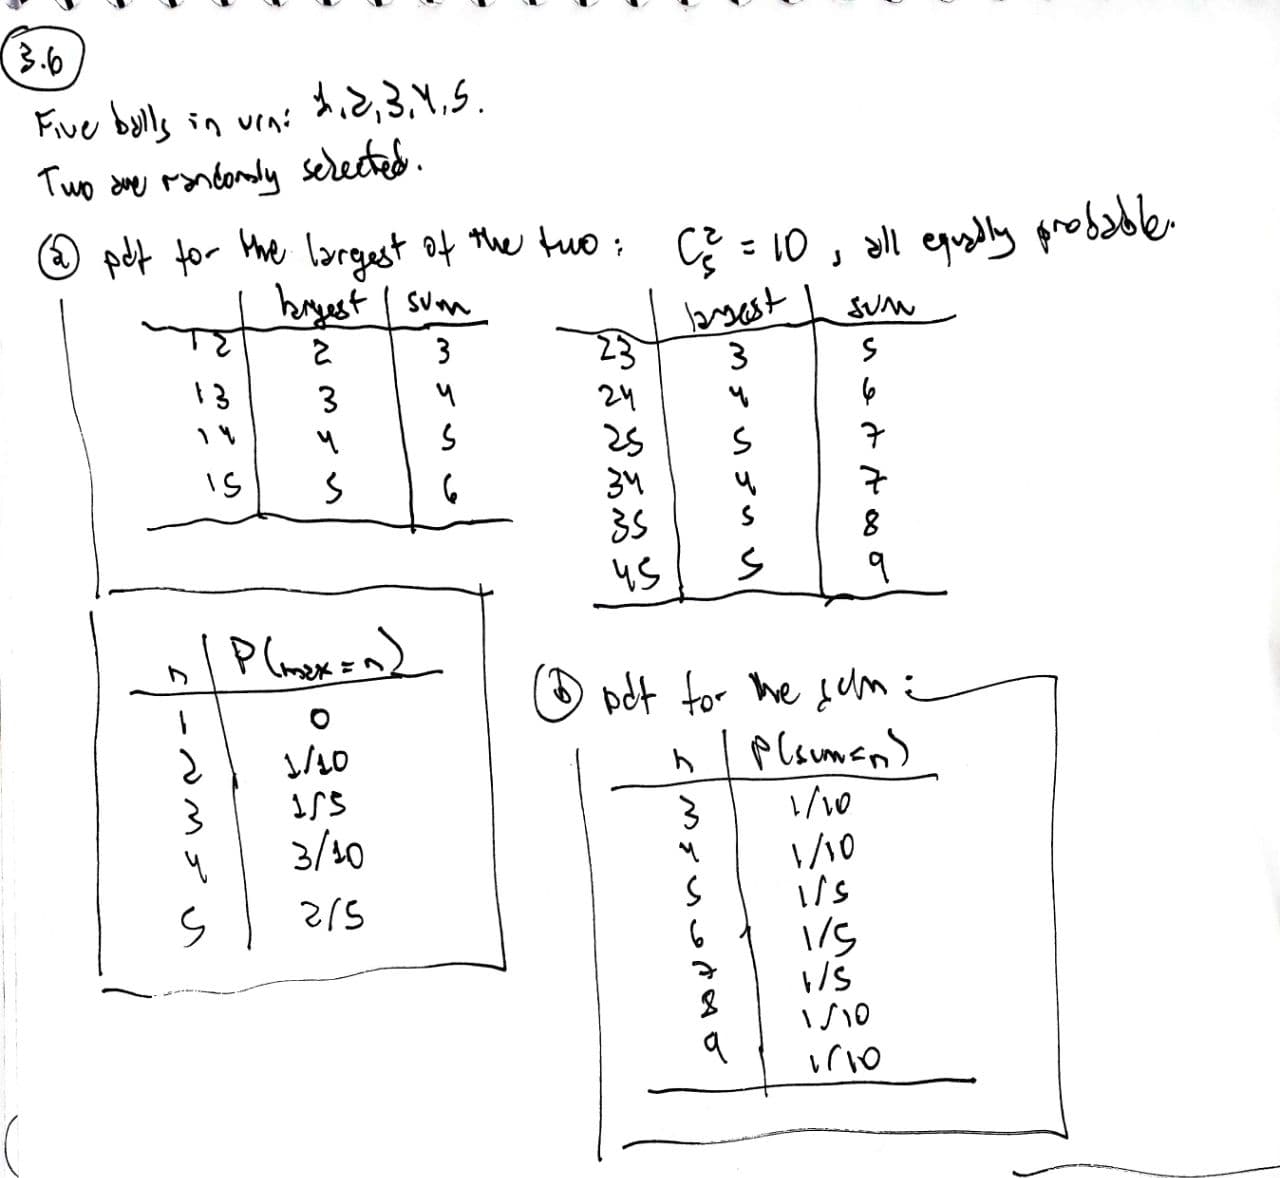 3.6
Five balls in urn: 1,2,3,4,5.
Two are randomly selected.
(a) pdf for the largest of the two: C₅² = 10, all equally probable.
largest | sum
12 2 3
13 3 4
14 4 5
15 5 6
largest | sum
23 3 5
24 4 6
25 5 7
34 4 7
35 5 8
45 5 9
n | P(max=n)
1 0
2 1/10
3 1/5
4 3/10
5 2/5
(b) pdf for the sum:
n | P(sum=n)
3 1/10
4 1/10
5 1/5
6 1/5
7 1/5
8 1/10
9 1/10